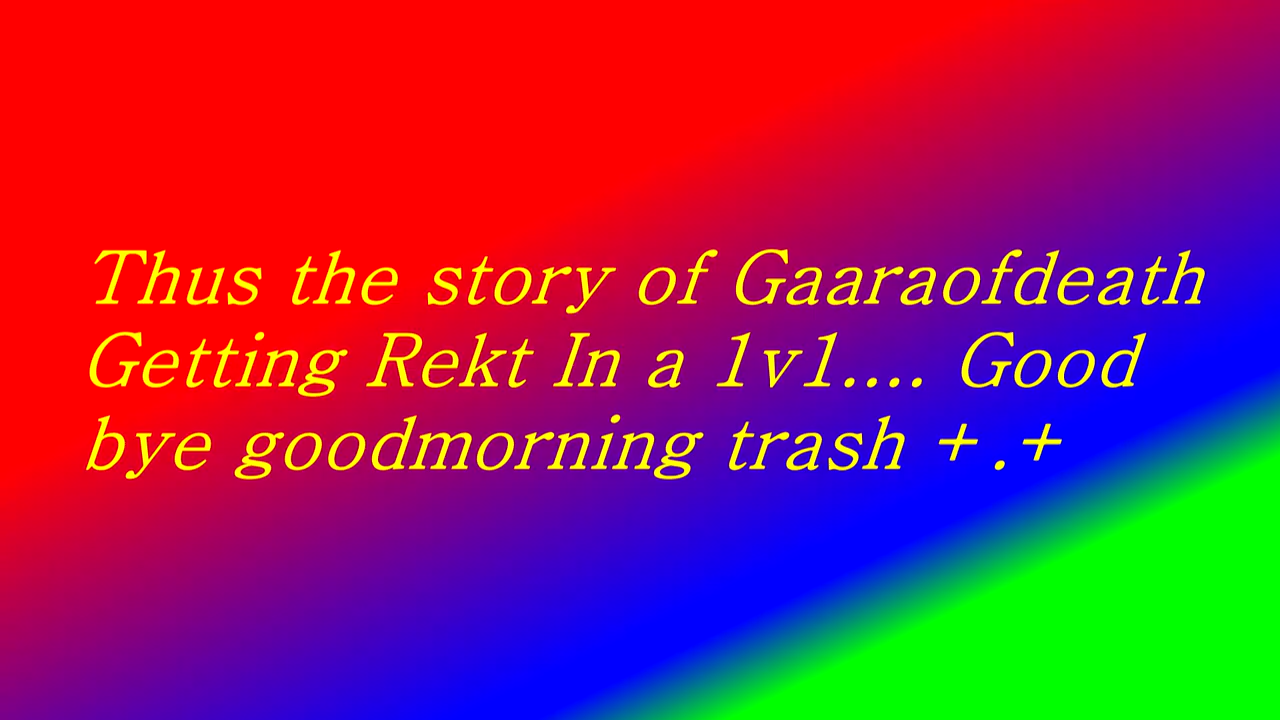 Thus the story of Gaaraofdeath
Getting Rekt In a 1v1.... Good
bye goodmorning trash +.+